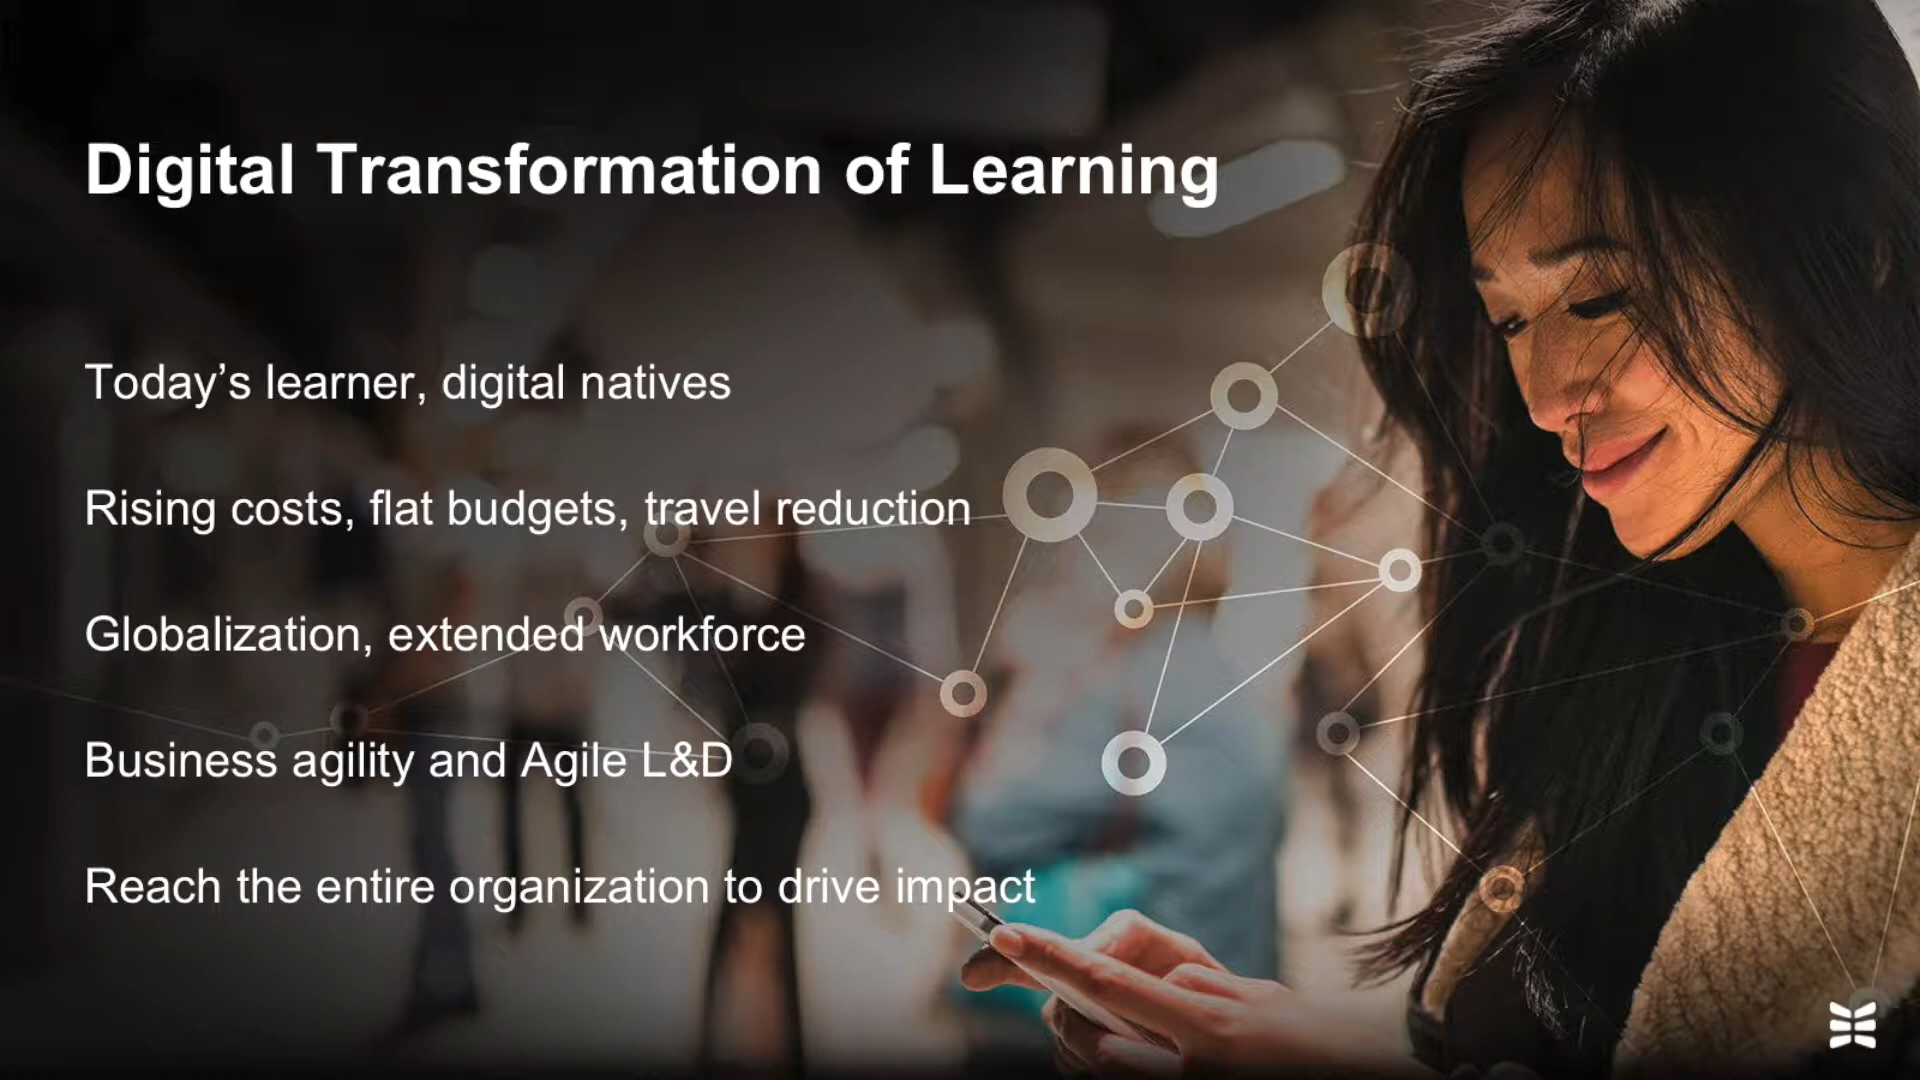 Digital Transformation of Learning
Today’s learner, digital natives
Rising costs, flat budgets, travel reduction
Globalization, extended workforce
Business agility and Agile L&D
Reach the entire organization to drive impact